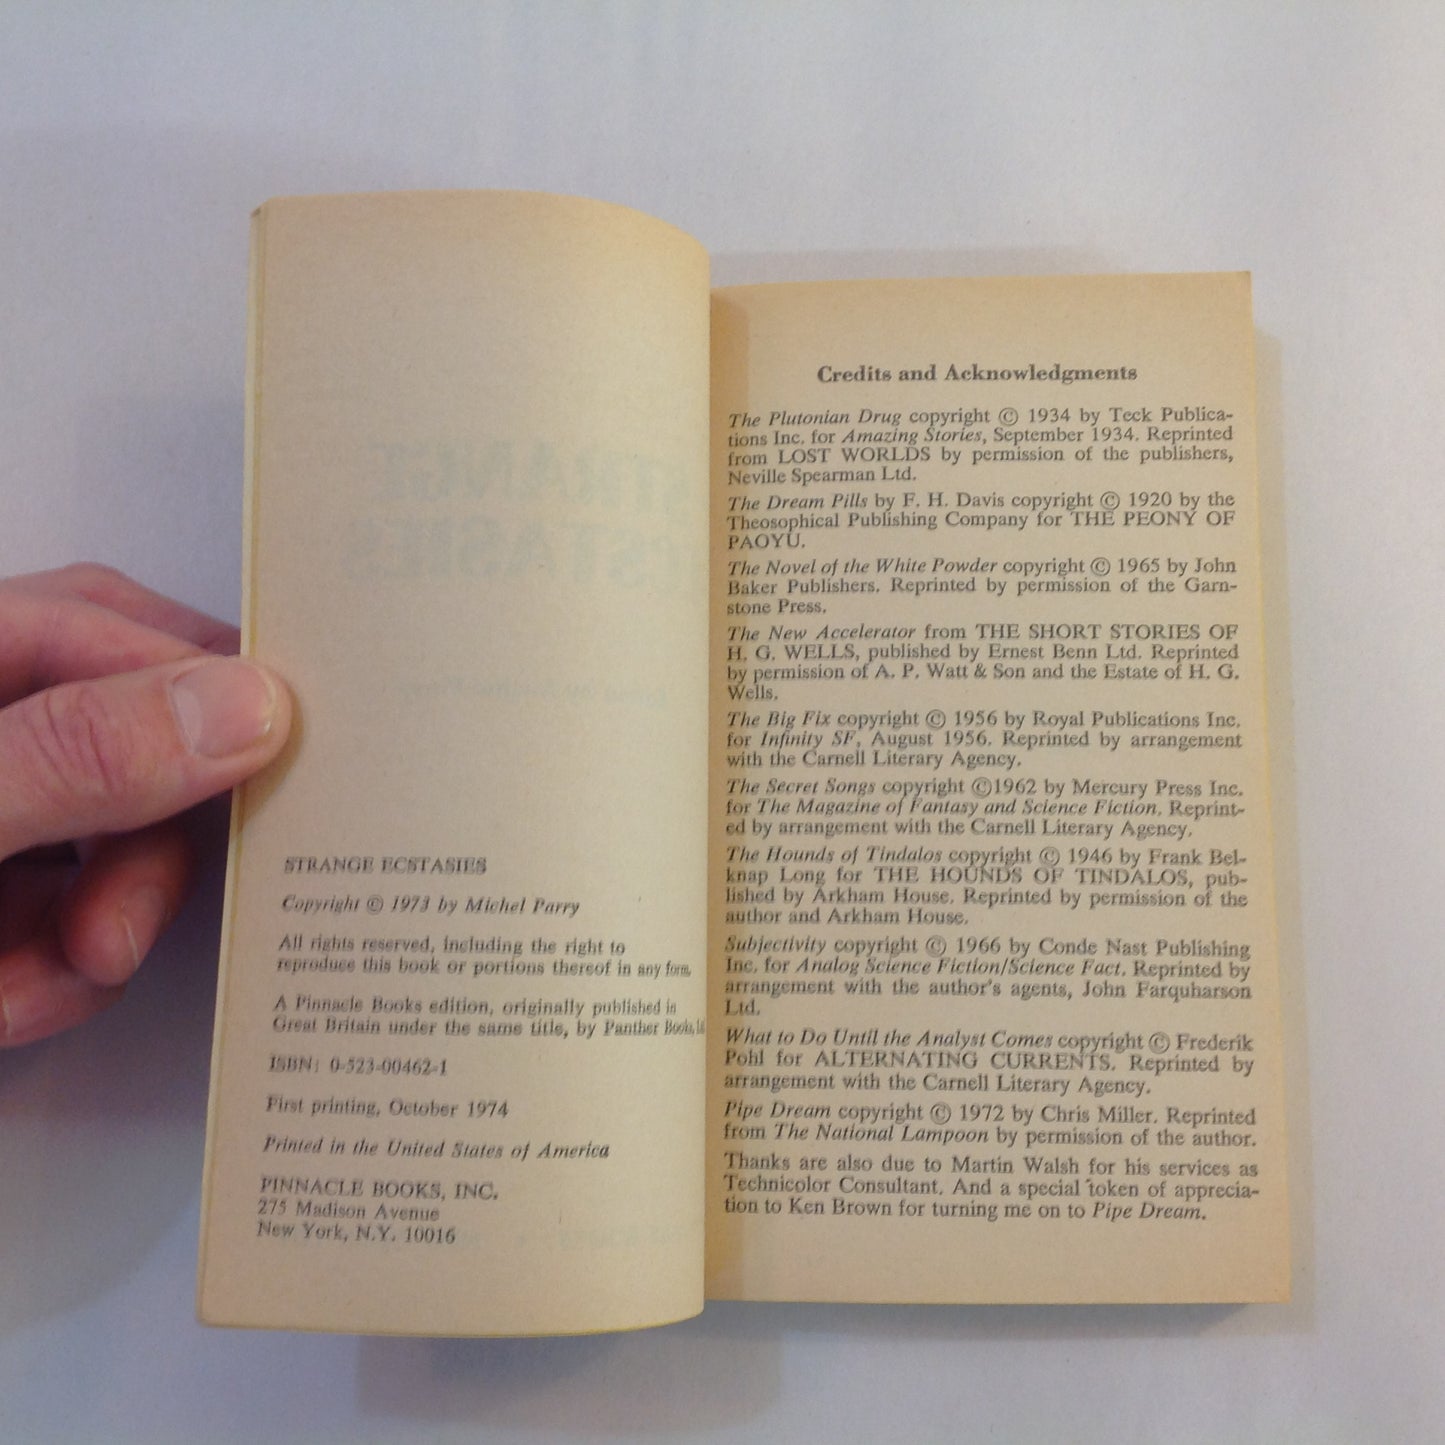 STRANGE ECSTASIES
Copyright © 1973 by Michel Parry
All rights reserved, including the right to
reproduce this book or portions thereof in any form.
A Pinnacle Books edition, originally published in
Great Britain under the same title, by Panther Books, Ltd
ISBN: 0-523-00462-1
First printing, October 1974
Printed in the United States of America
PINNACLE BOOKS, INC.
275 Madison Avenue
New York, N.Y. 10016
Credits and Acknowledgments
The Plutonian Drug copyright © 1934 by Teck Publica-
tions Inc. for Amazing Stories, September 1934. Reprinted
from LOST WORLDS by permission of the publishers,
Neville Spearman Ltd.
The Dream Pills by F. H. Davis copyright © 1920 by the
Theosophical Publishing Company for THE PEONY OF
PAOYU.
The Novel of the White Powder copyright © 1965 by John
Baker Publishers. Reprinted by permission of the Garn-
stone Press.
The New Accelerator from THE SHORT STORIES OF
H. G. WELLS, published by Ernest Benn Ltd. Reprinted
by permission of A. P. Watt & Son and the Estate of H. G.
Wells.
The Big Fix copyright © 1956 by Royal Publications Inc.
for Infinity SF, August 1956. Reprinted by arrangement
with the Carnell Literary Agency.
The Secret Songs copyright ©1962 by Mercury Press Inc.
for The Magazine of Fantasy and Science Fiction. Reprint-
ed by arrangement with the Carnell Literary Agency.
The Hounds of Tindalos copyright © 1946 by Frank Bel-
knap Long for THE HOUNDS OF TINDALOS, pub-
lished by Arkham House. Reprinted by permission of the
author and Arkham House.
Subjectivity copyright © 1966 by Conde Nast Publishing
Inc. for Analog Science Fiction/Science Fact. Reprinted by
arrangement with the author's agents, John Farquharson
Ltd.
What to Do Until the Analyst Comes copyright © Frederik
Pohl for ALTERNATING CURRENTS. Reprinted by
arrangement with the Carnell Literary Agency.
Pipe Dream copyright © 1972 by Chris Miller. Reprinted
from The National Lampoon by permission of the author.
Thanks are also due to Martin Walsh for his services as
Technicolor Consultant. And a special token of apprecia-
tion to Ken Brown for turning me on to Pipe Dream.